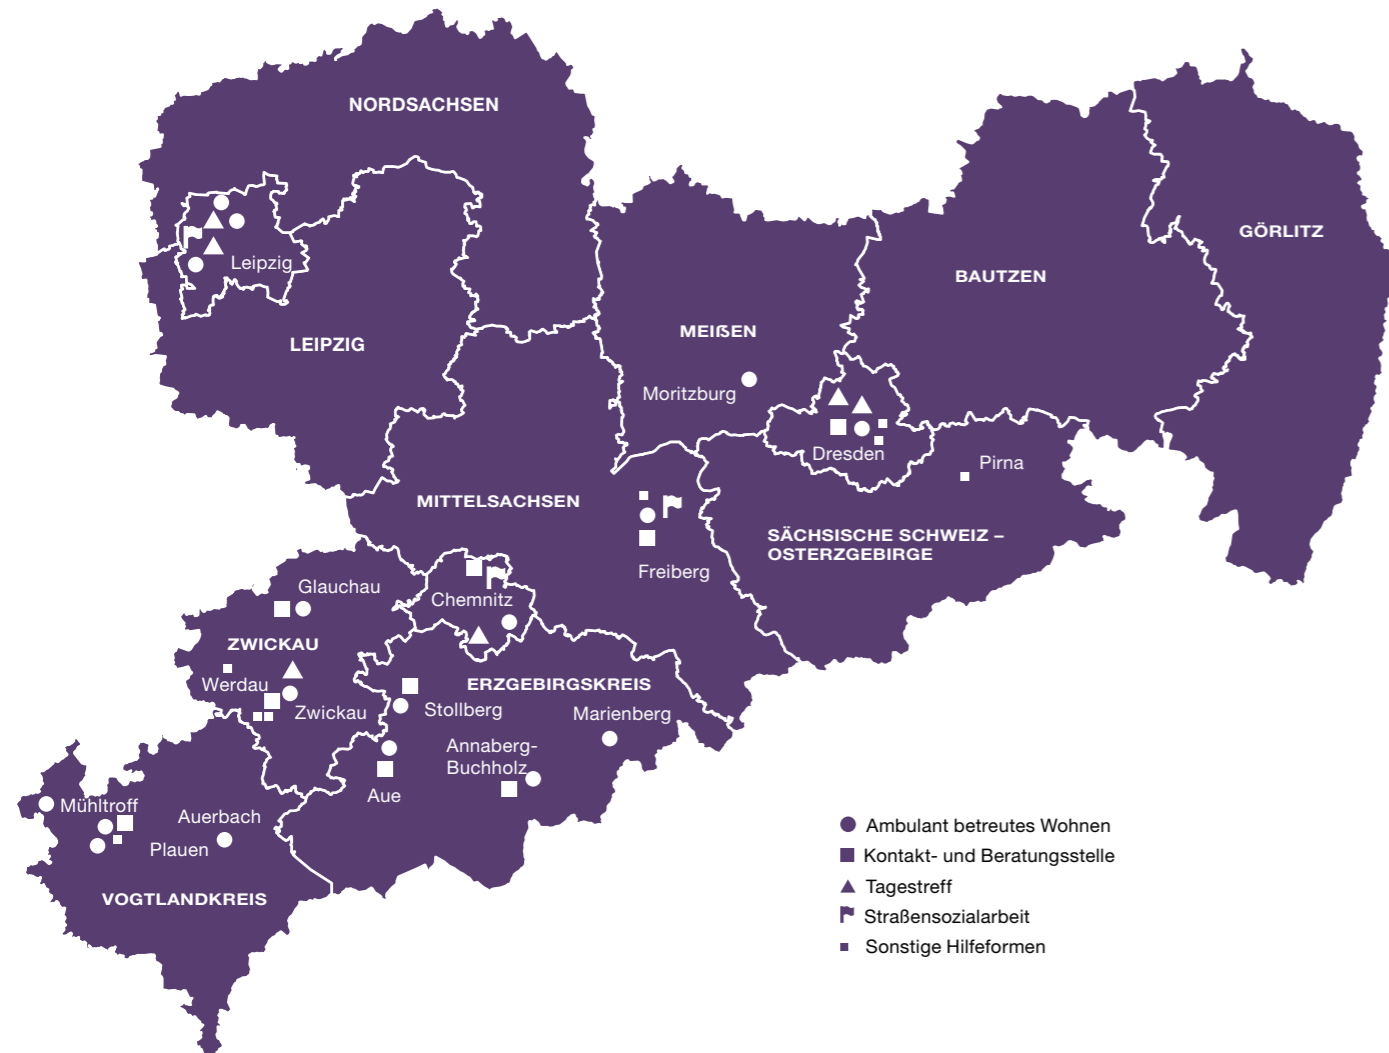 NORDSACHSEN
GÖRLITZ
Leipzig
BAUTZEN
MEIßEN
LEIPZIG
Moritzburg
Dresden
Pirna
MITTELSACHSEN
SÄCHSISCHE SCHWEIZ –
OSTERZGEBIRGE
Freiberg
Glauchau
Chemnitz
ZWICKAU
Werdau
ERZGEBIRGSKREIS
Zwickau
Stollberg
Marienberg
Annaberg-
Buchholz
Aue
Mühltroff
Auerbach
Plauen
VOGTLANDKREIS
Ambulant betreutes Wohnen
Kontakt- und Beratungsstelle
Tagestreff
Straßensozialarbeit
Sonstige Hilfeformen